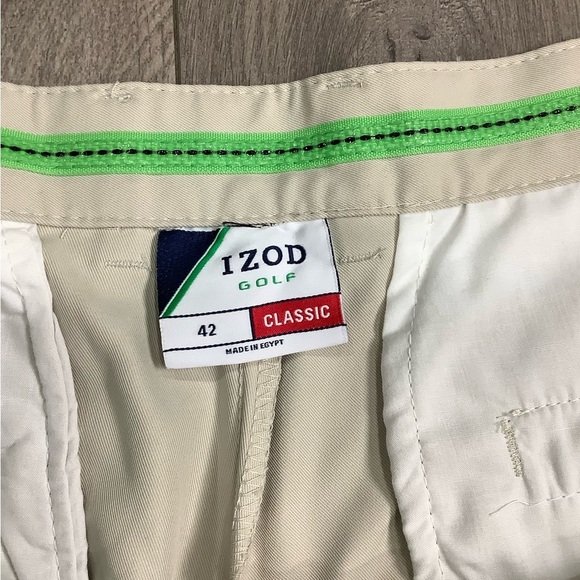 IZOD
GOLF
42 CLASSIC
MADE IN EGYPT